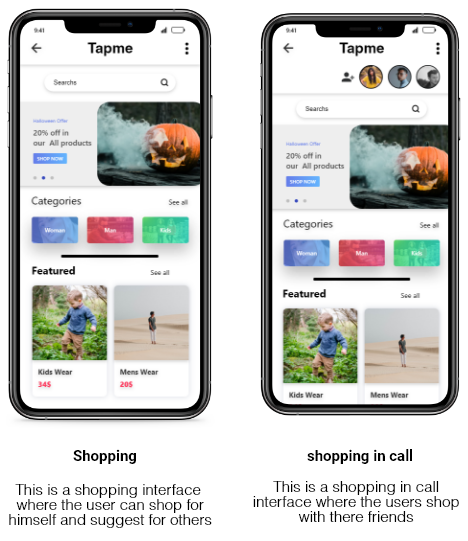 9:41
Tapme
Searchs
Halloween Offer
20% off in
our All products
SHOP NOW
Categories
See all
Woman
Man
Kids
Featured
See all
Kids Wear
34$
Mens Wear
20$
Shopping
This is a shopping interface
where the user can shop for
himself and suggest for others
9:41
Tapme
Searchs
Halloween Offer
20% off in
our All products
SHOP NOW
Categories
See all
Woman
Man
Kids
Featured
See all
Kids Wear
Mens Wear
shopping in call
This is a shopping in call
interface where the users shop
with there friends